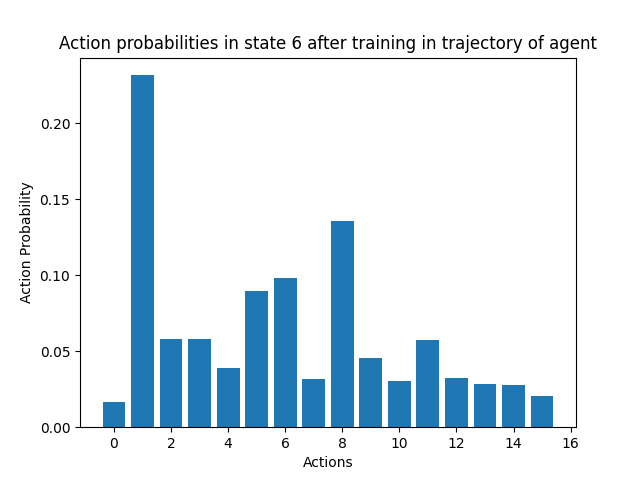 Action probabilities in state 6 after training in trajectory of agent
Action Probability
0.20
0.15
0.10
0.05
0.00
0 2 4 6 8 10 12 14 16
Actions